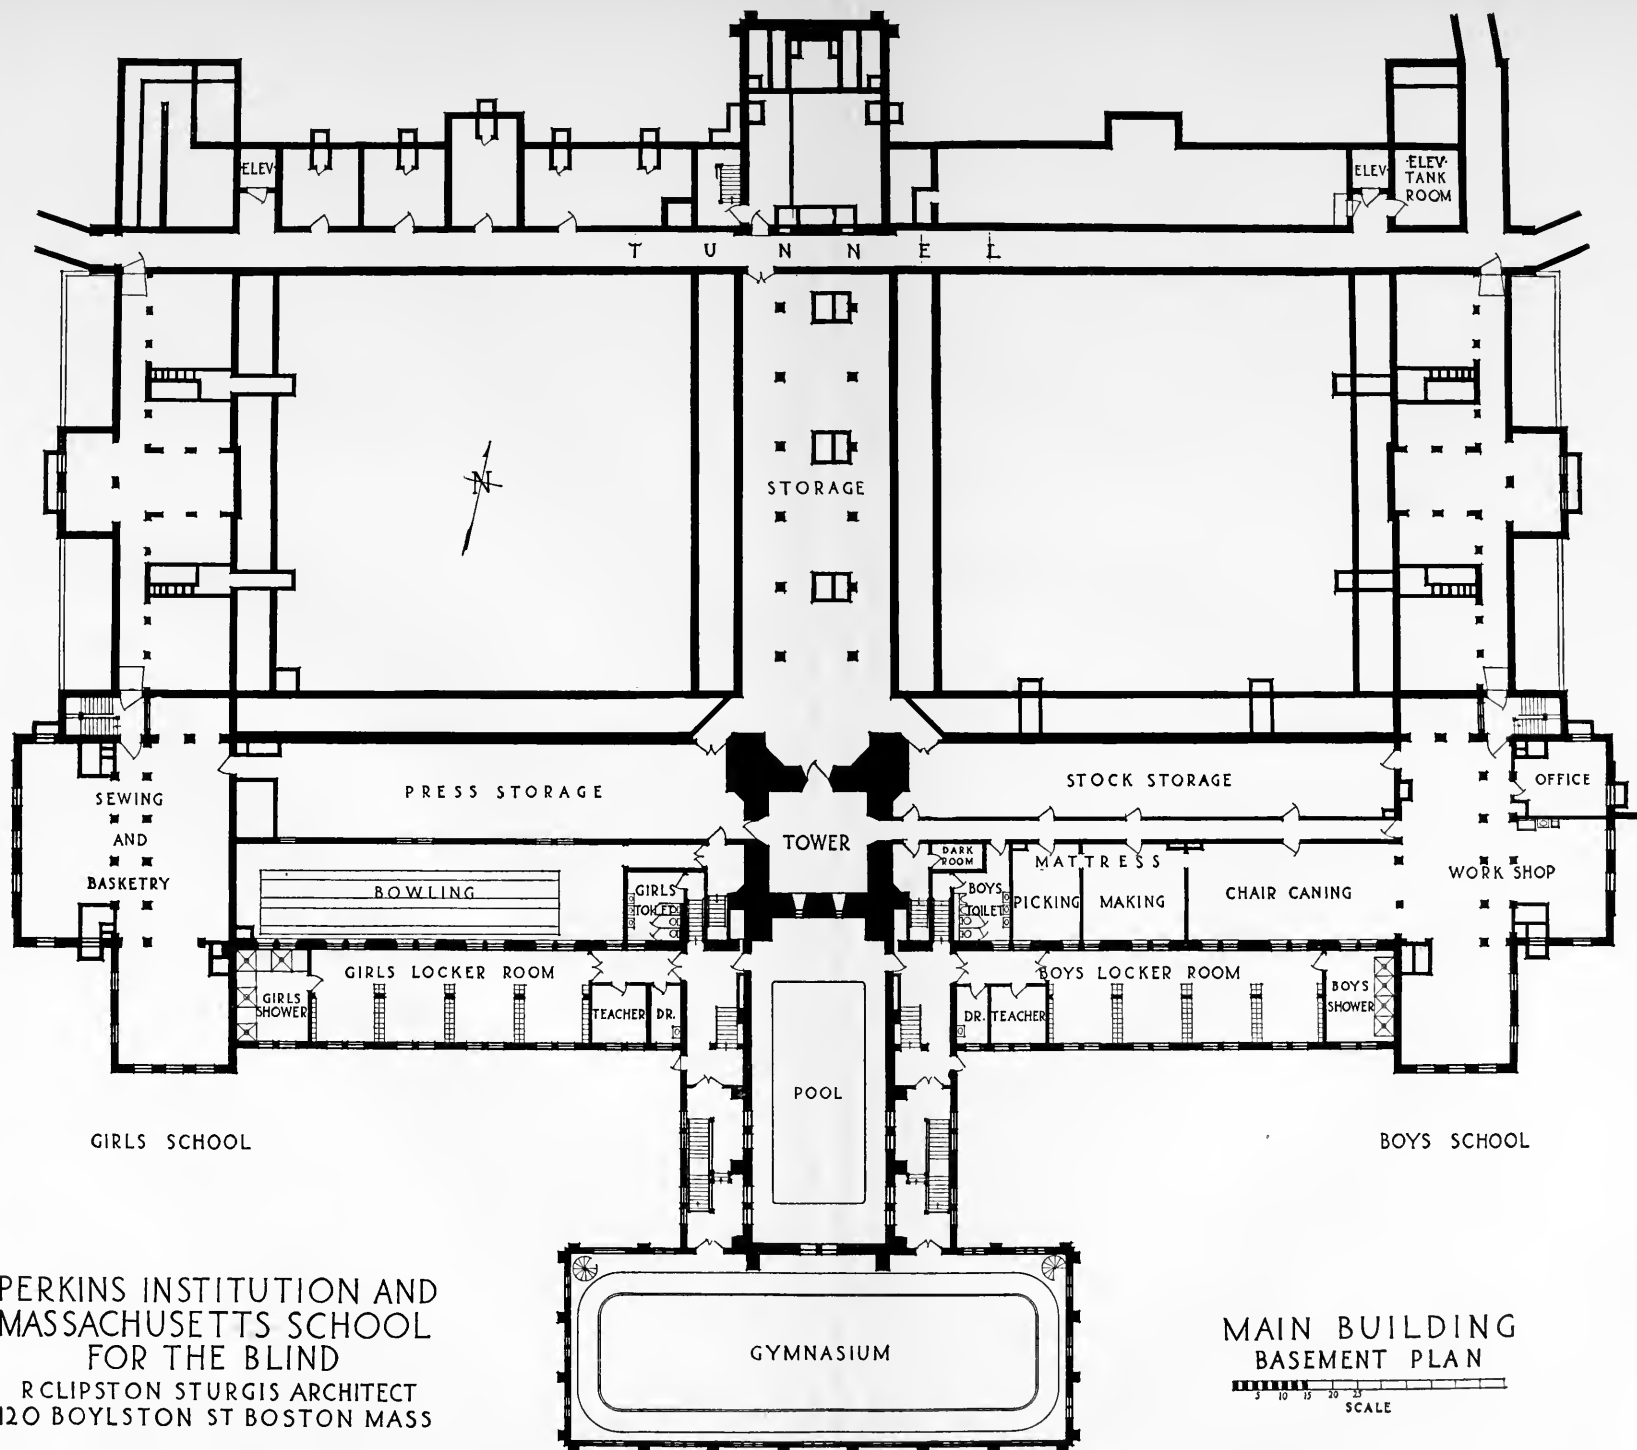 ELEV
ELEV
ELEV.
TANK
ROOM
TUNNEL
N
STORAGE
PRESS STORAGE
STOCK STORAGE
OFFICE
SEWING
AND
BASKETRY
TOWER
DARK
ROOM
MATTRESS
WORK SHOP
BOWLING
GIRLS
TOILET
BOYS
TOILET
PICKING
MAKING
CHAIR CANING
GIRLS LOCKER ROOM
BOYS LOCKER ROOM
GIRLS
SHOWER
TEACHER
DR.
DR.
TEACHER
BOYS
SHOWER
POOL
GIRLS SCHOOL
BOYS SCHOOL
GYMNASIUM
PERKINS INSTITUTION AND
MASSACHUSETTS SCHOOL
FOR THE BLIND
R CLIPSTON STURGIS ARCHITECT
120 BOYLSTON ST BOSTON MASS
MAIN BUILDING
BASEMENT PLAN
5 10 15 20 25
SCALE